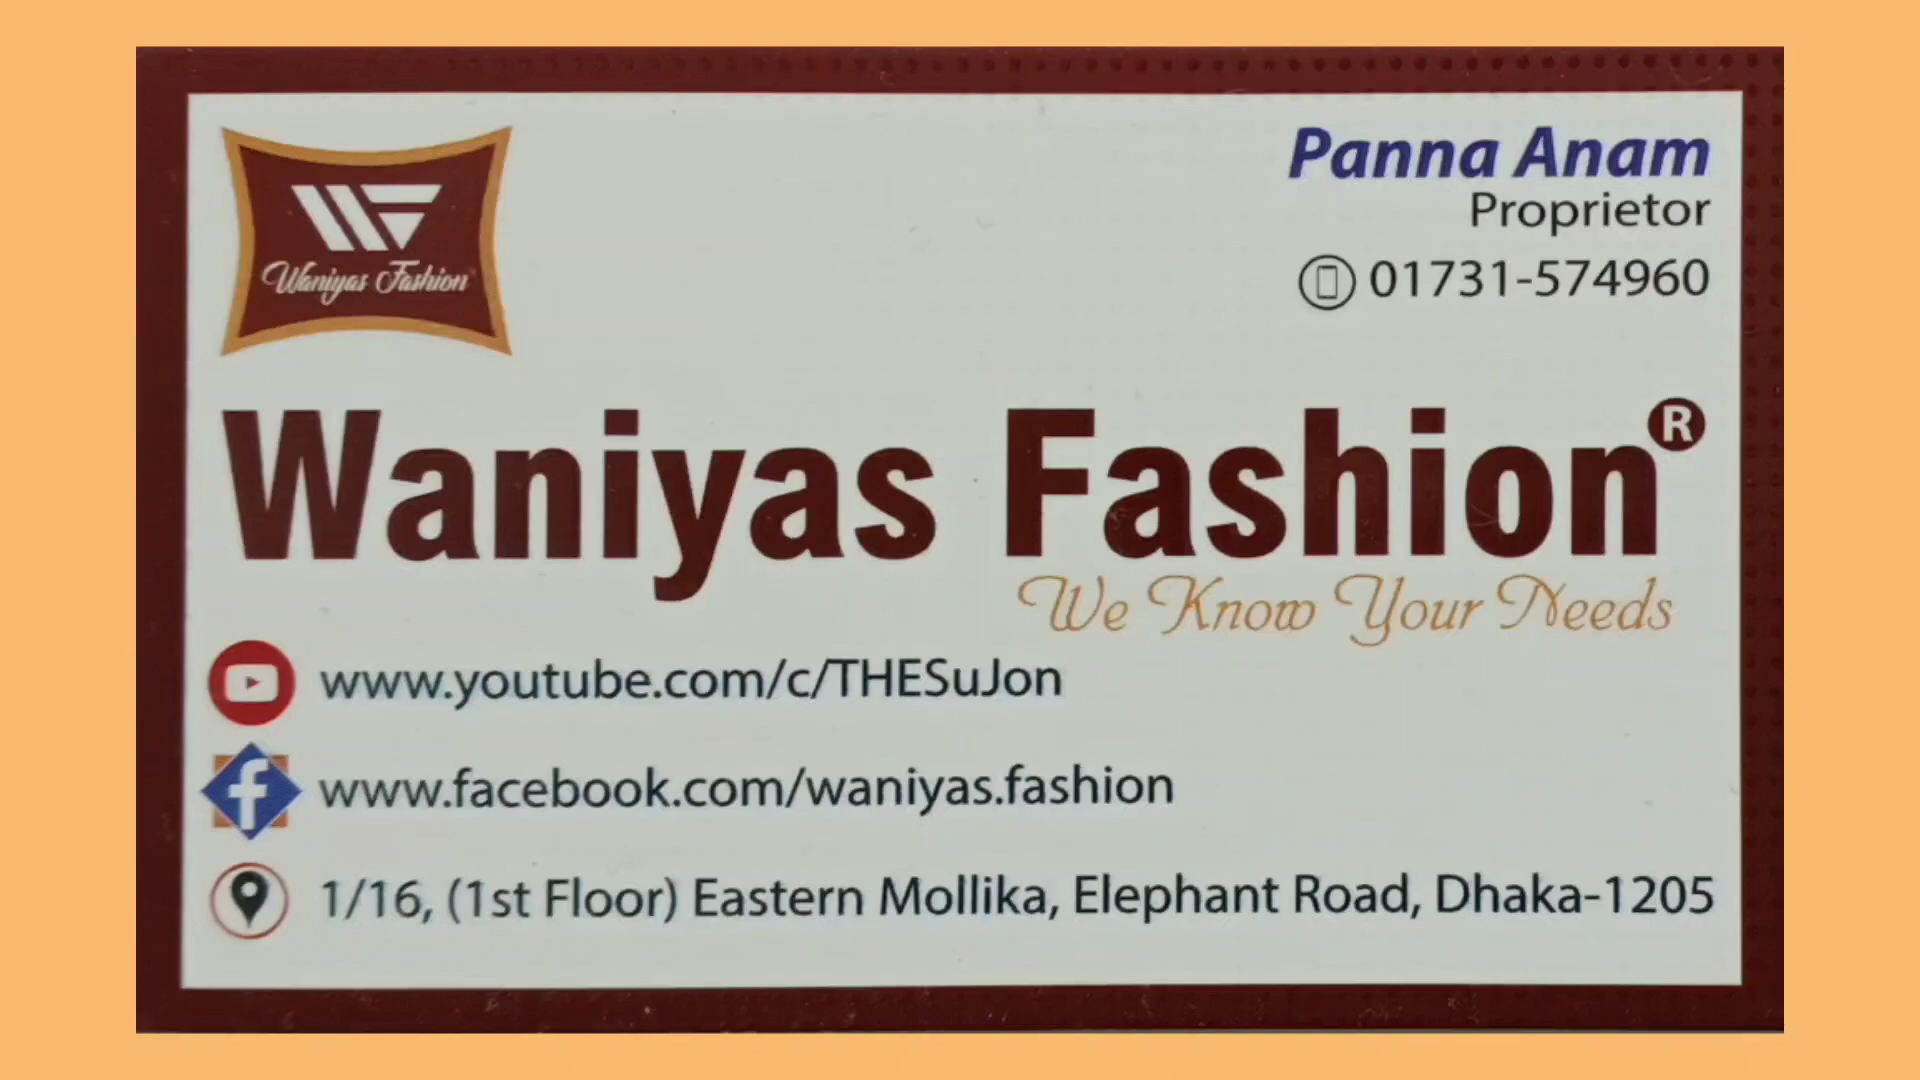 WF
Waniyas Fashion
Panna Anam
Proprietor
01731-574960
Waniyas Fashion®
We Know Your Needs
www.youtube.com/c/THESuJon
www.facebook.com/waniyas.fashion
1/16, (1st Floor) Eastern Mollika, Elephant Road, Dhaka-1205